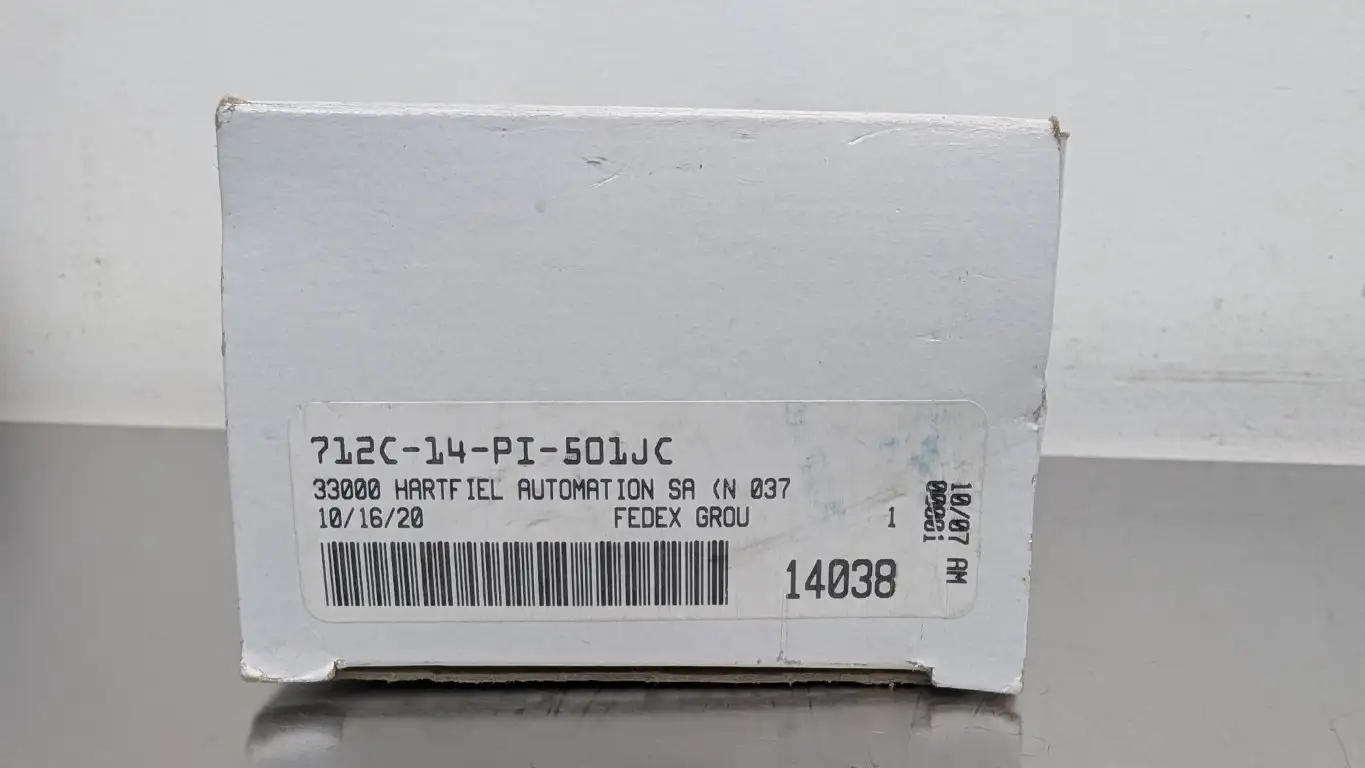 712C-14-PI-501JC
33000 HARTFIEL AUTOMATION SA (N 037
10/16/20 FEDEX GROU 1
14038
10/07 AM